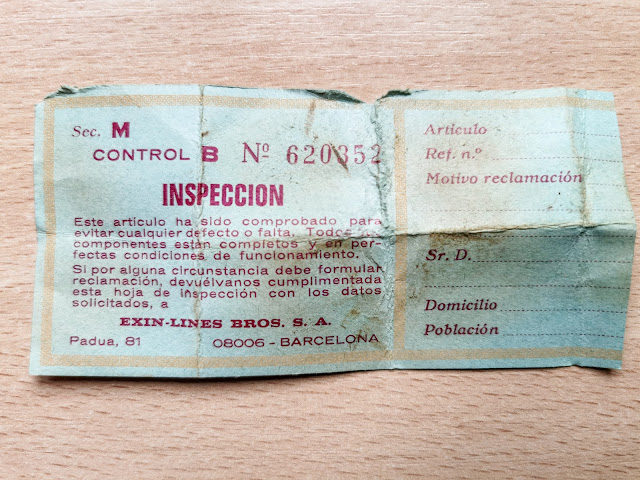 Sec. M
CONTROL B Nº 620352
INSPECCION
Este articulo ha sido comprobado para
evitar cualquier defecto o falta. Todos
componentes están completos y en per-
fectas condiciones de funcionamiento.
Si por alguna circunstancia debe formular
reclamación, devuélvanos cumplimentada
esta hoja de inspección con los datos
solicitados, a
EXIN-LINES BROS. S. A.
Padua, 81 08006 - BARCELONA
Articulo
Ref. n.º
Motivo reclamación
Sr. D.
Domicilio
Población